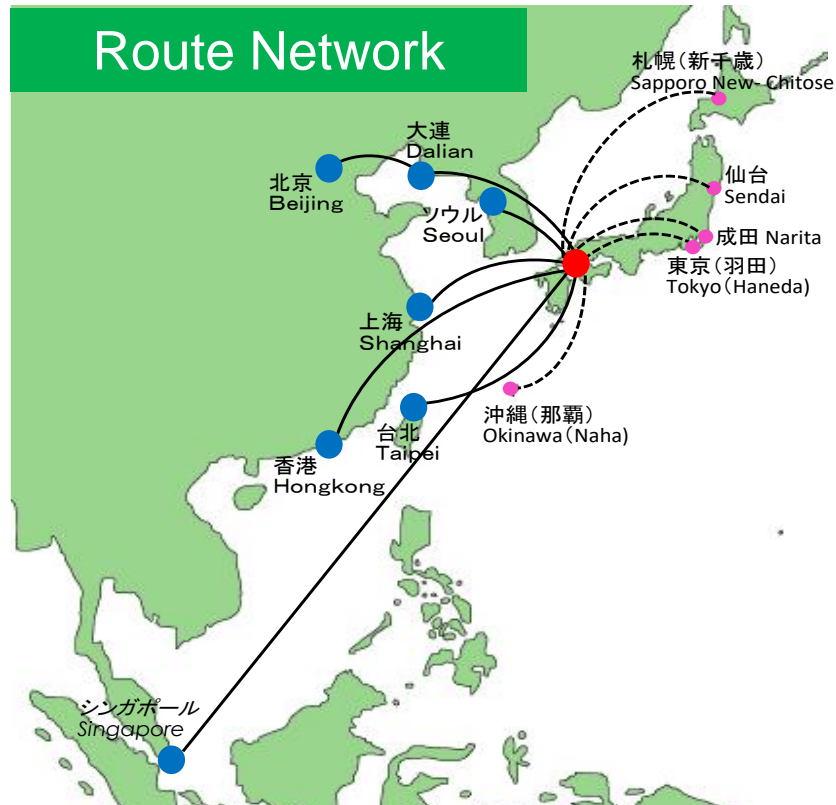 Route Network
札幌（新千歳）
Sapporo New- Chitose
大連
Dalian
北京
Beijing
仙台
Sendai
ソウル
Seoul
成田 Narita
東京（羽田）
Tokyo（Haneda)
上海
Shanghai
沖縄（那覇）
Okinawa（Naha)
台北
Taipei
香港
Hongkong
シンガポール
Singapore